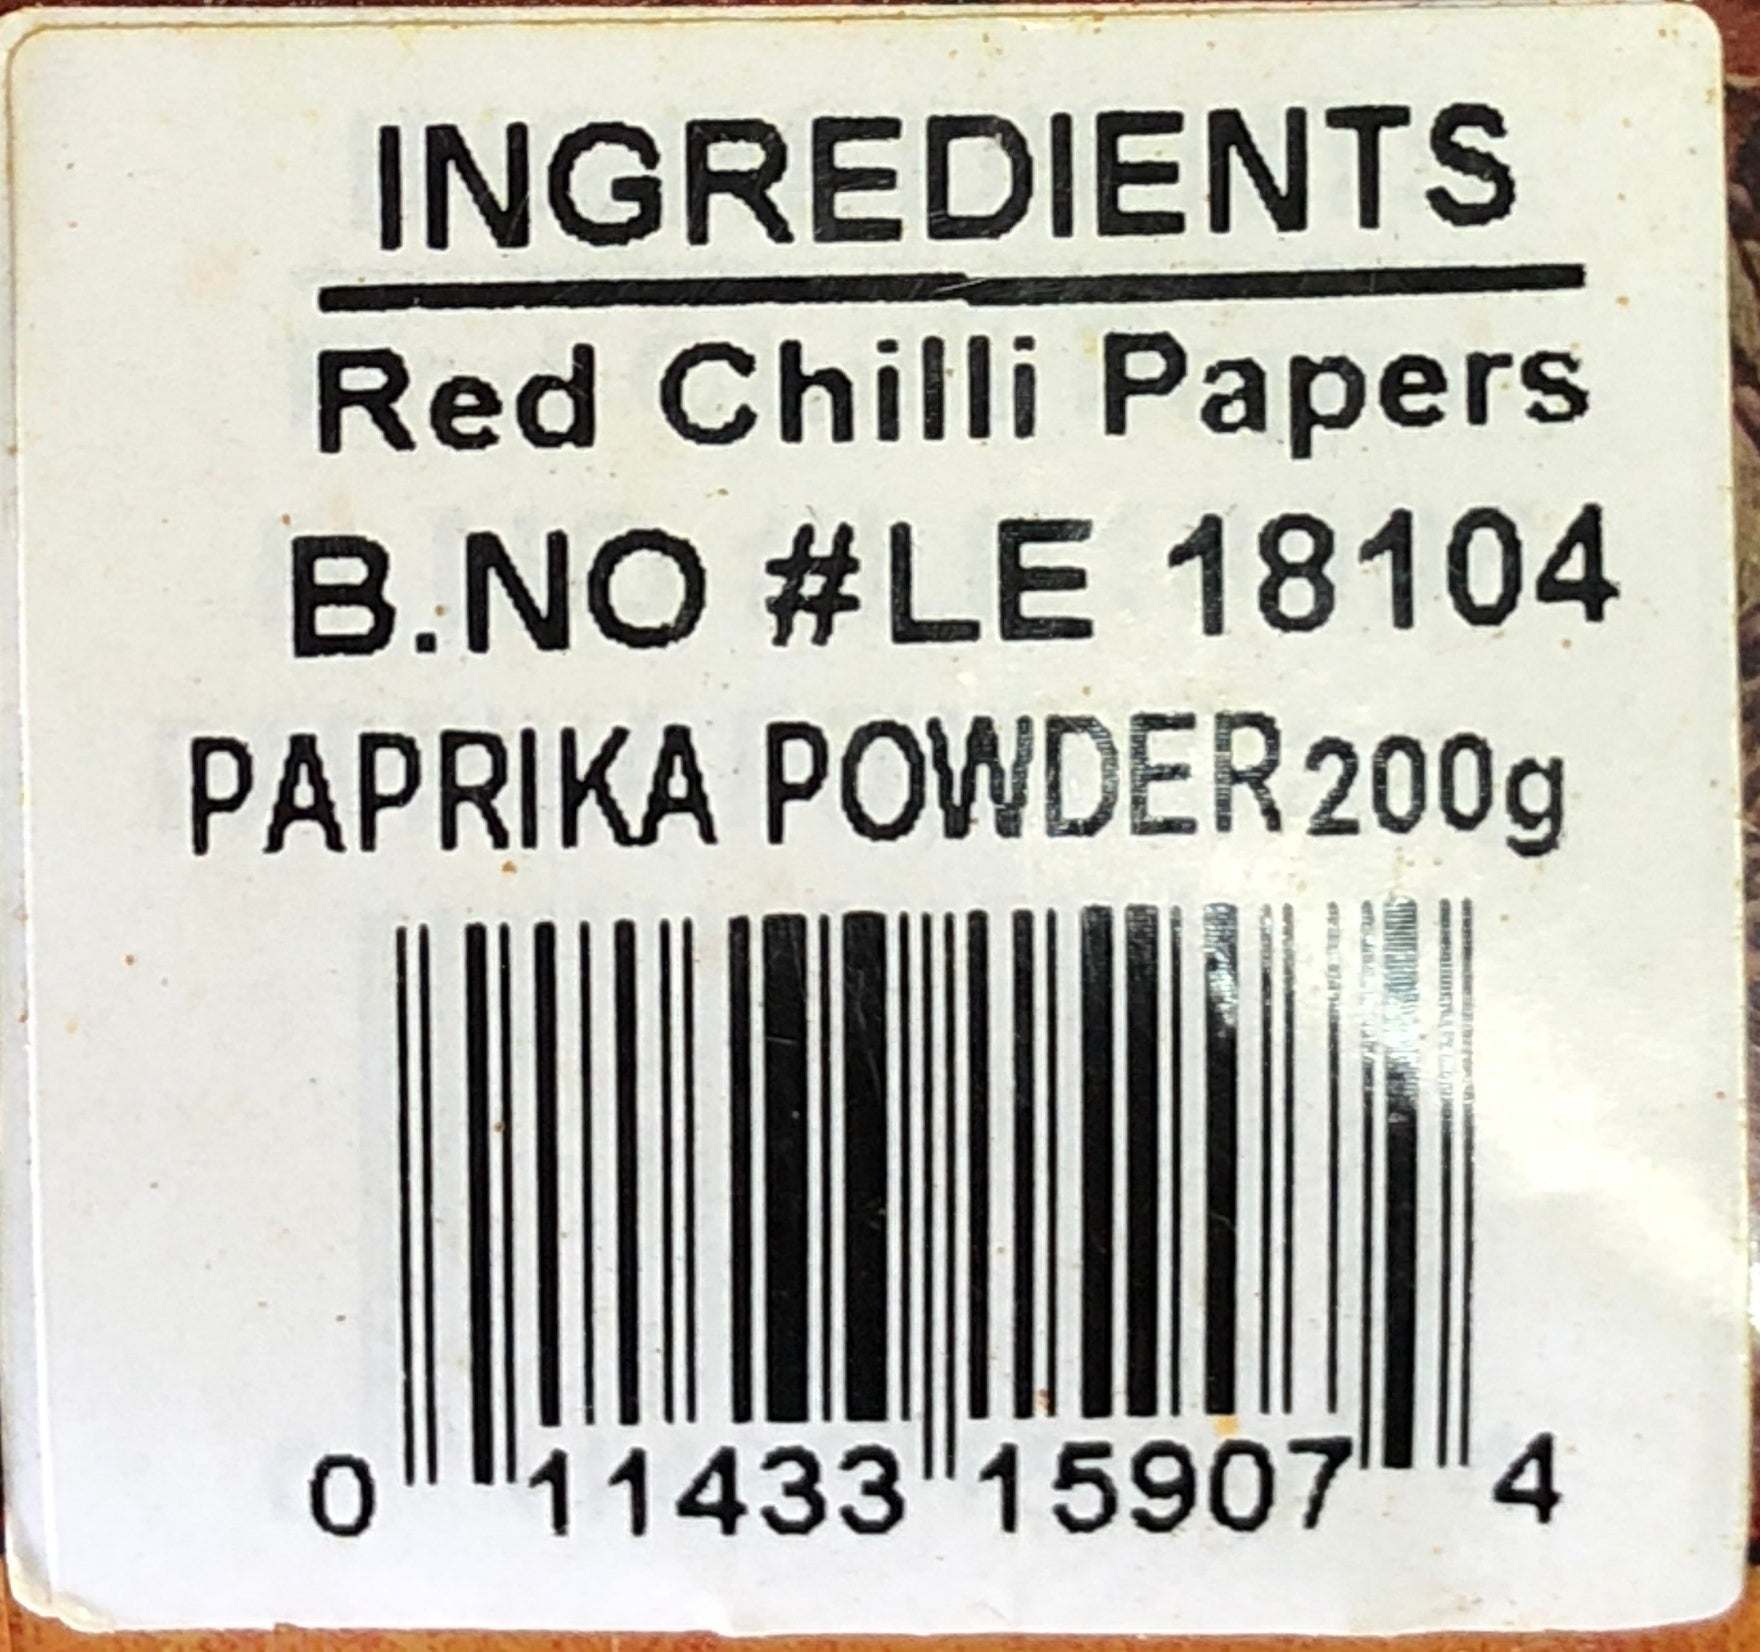 INGREDIENTS
Red Chilli Papers
B.NO #LE 18104
PAPRIKA POWDER 200g
0 11433 15907 4